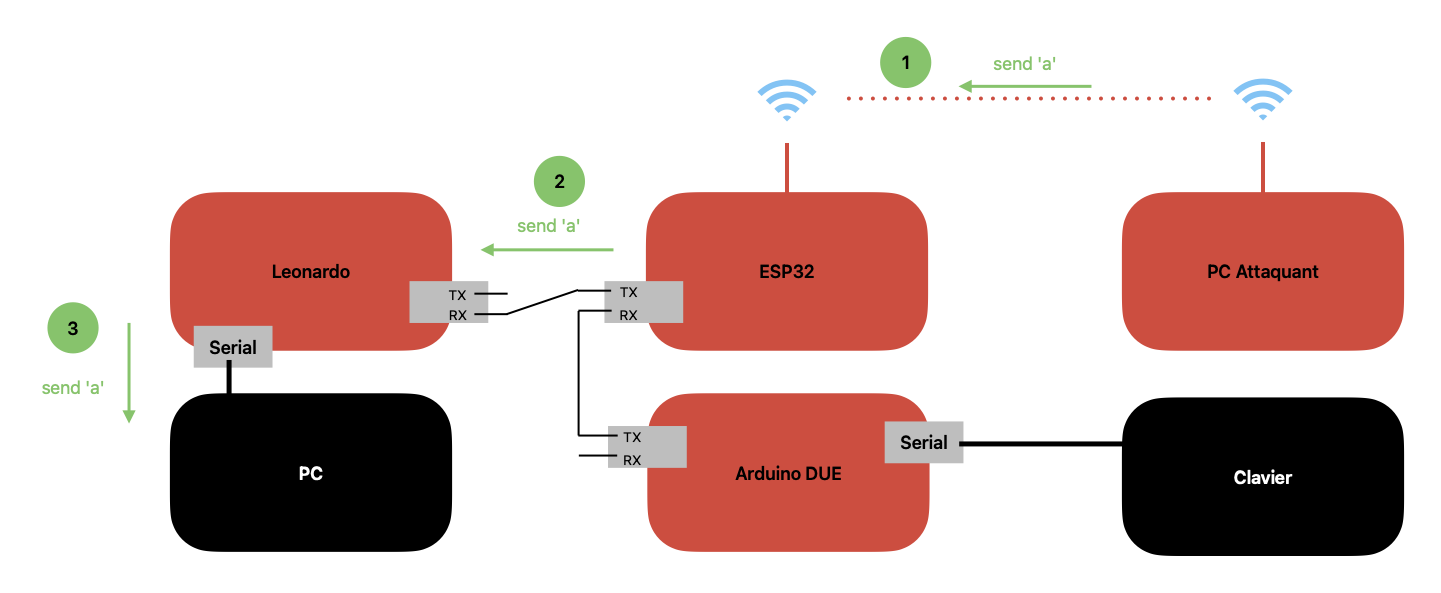 1
send 'a'
2
send 'a'
Leonardo
ESP32
PC Attaquant
TX
RX
TX
RX
3
send 'a'
Serial
PC
TX
RX
Arduino DUE
Serial
Clavier